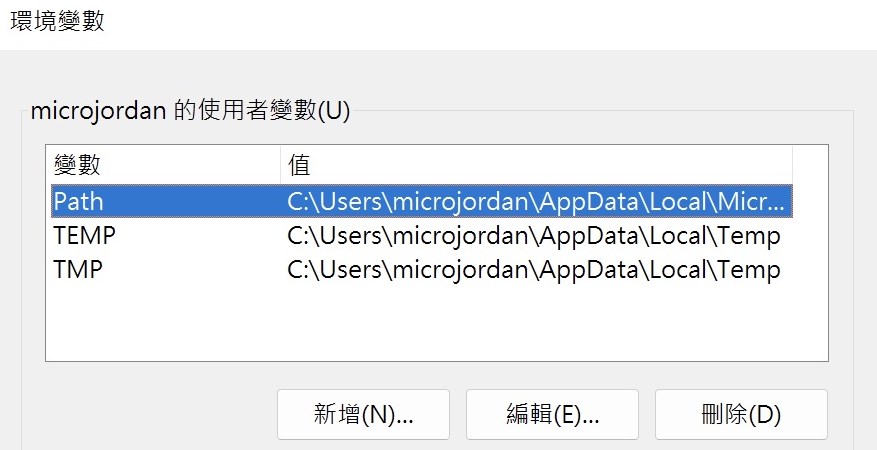 環境變數
microjordan 的使用者變數(U)
變數 值
Path C:\Users\microjordan\AppData\Local\Micr...
TEMP C:\Users\microjordan\AppData\Local\Temp
TMP C:\Users\microjordan\AppData\Local\Temp
新增(N)... 編輯(E)... 刪除(D)